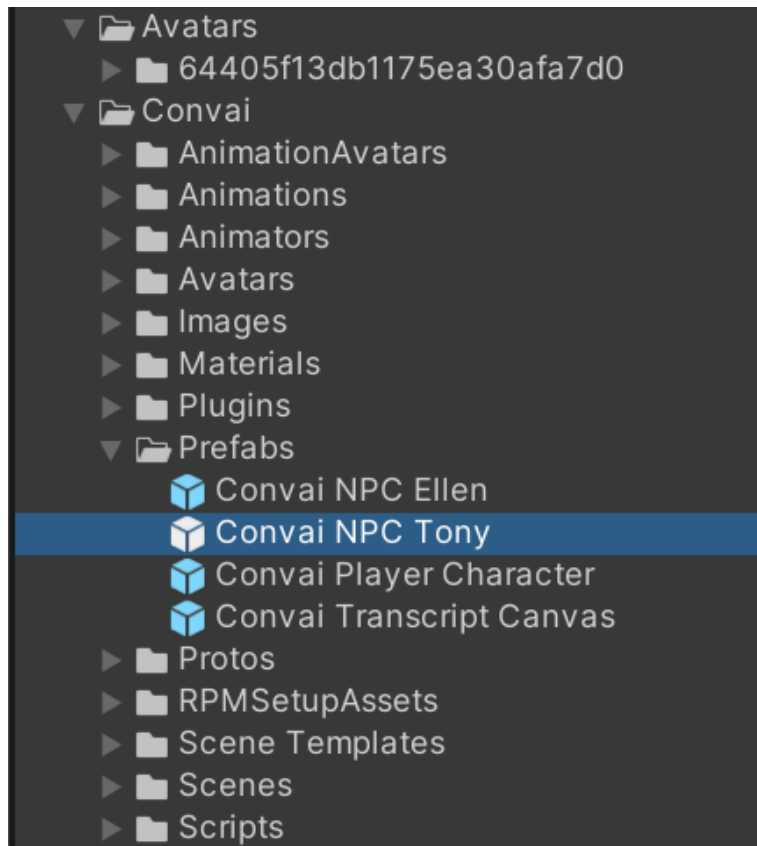 Avatars
64405f13db1175ea30afa7d0
Convai
AnimationAvatars
Animations
Animators
Avatars
Images
Materials
Plugins
Prefabs
Convai NPC Ellen
Convai NPC Tony
Convai Player Character
Convai Transcript Canvas
Protos
RPMSetupAssets
Scene Templates
Scenes
Scripts